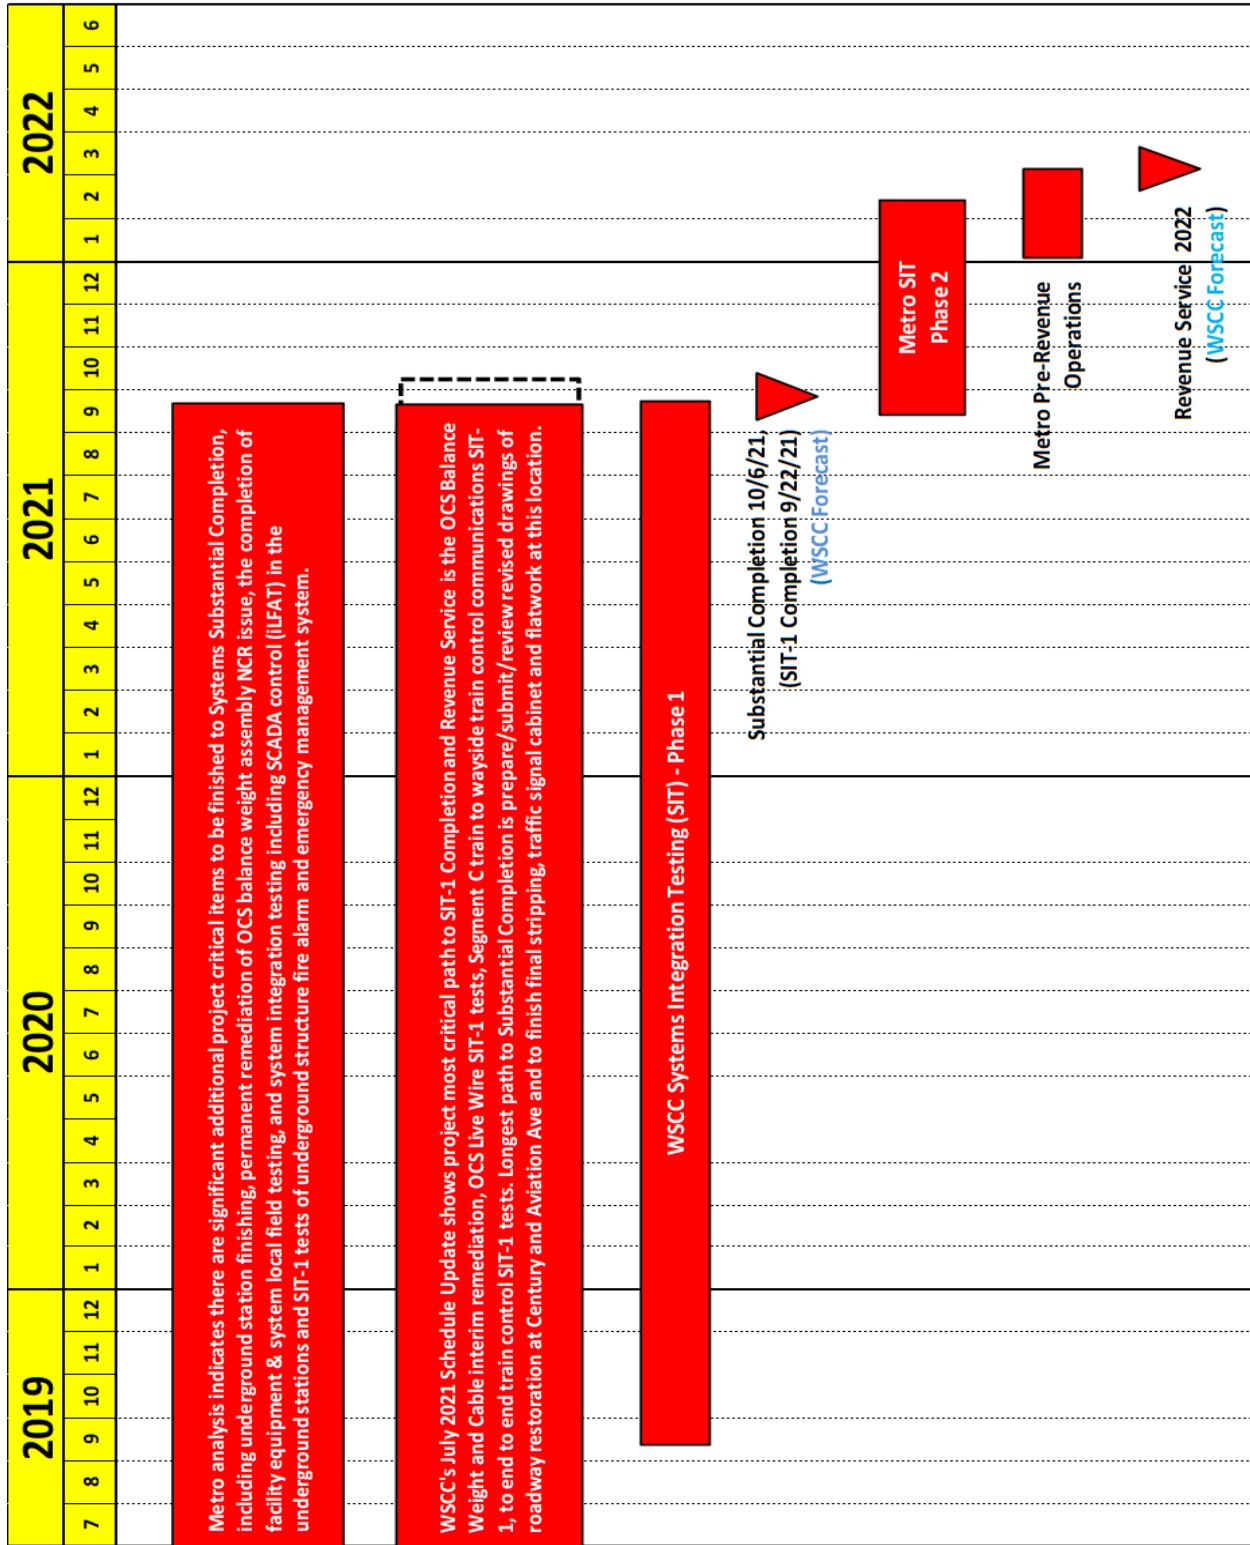 2019 2020 2021 2022
7 8 9 10 11 12 1 2 3 4 5 6 7 8 9 10 11 12 1 2 3 4 5 6 7 8 9 10 11 12 1 2 3 4 5 6
Metro analysis indicates there are significant additional project critical items to be finished to Systems Substantial Completion,
including underground station finishing, permanent remediation of OCS balance weight assembly NCR issue, the completion of
facility equipment & system local field testing, and system integration testing including SCADA control (iLFAT) in the
underground stations and SIT-1 tests of underground structure fire alarm and emergency management system.
WSCC's July 2021 Schedule Update shows project most critical path to SIT-1 Completion and Revenue Service is the OCS Balance
Weight and Cable interim remediation, OCS Live Wire SIT-1 tests, Segment C train to wayside train control communications SIT-
1, to end to end train control SIT-1 tests. Longest path to Substantial Completion is prepare/submit/review revised drawings of
roadway restoration at Century and Aviation Ave and to finish final stripping, traffic signal cabinet and flatwork at this location.
WSCC Systems Integration Testing (SIT) - Phase 1
Substantial Completion 10/6/21,
(SIT-1 Completion 9/22/21)
(WSCC Forecast)
Metro SIT
Phase 2
Metro Pre-Revenue
Operations
Revenue Service 2022
(WSCC Forecast)